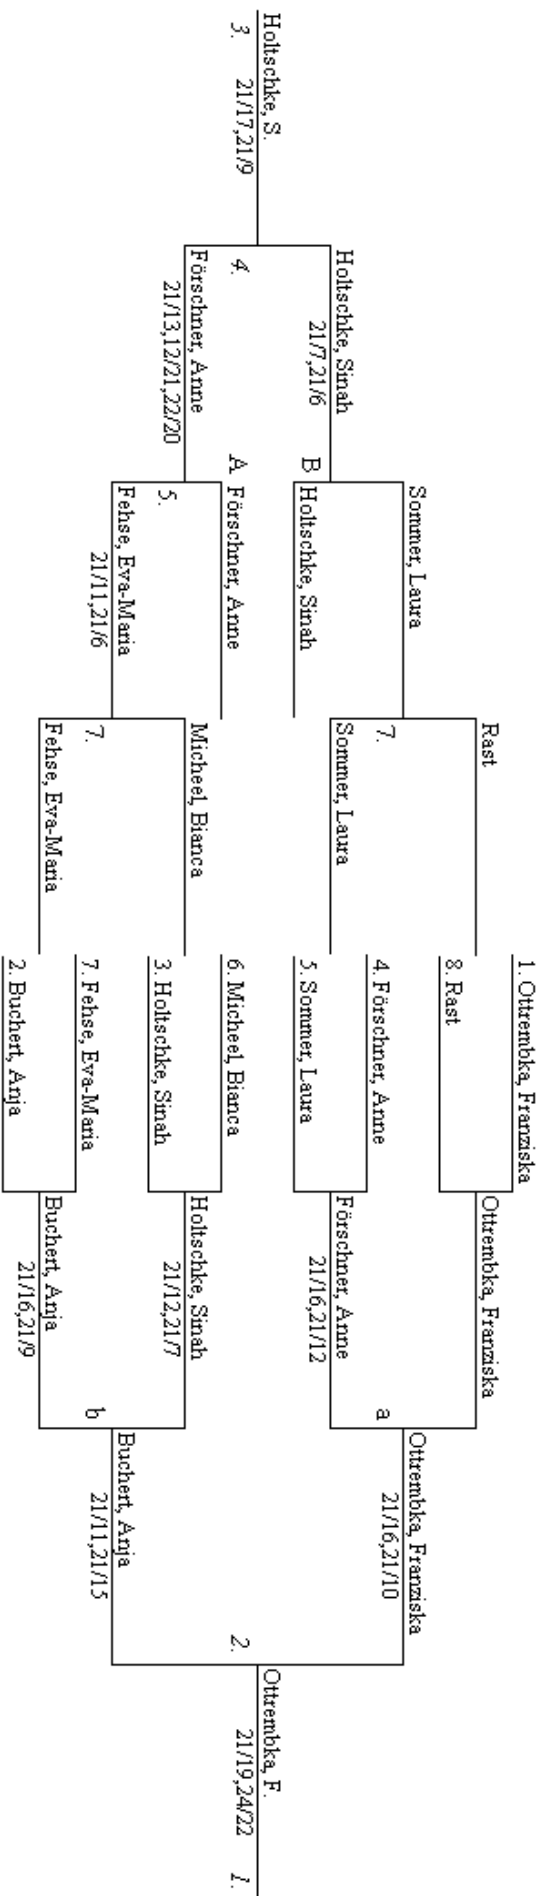 Holtschke, S.
3.
21/17,21/9
Holtschke, Sinah
21/7,21/6
4.
Förschner, Anne
21/13,12/21,22/20
Sommer, Laura
B
Holtschke, Sinah
A
Förschner, Anne
5.
Fehse, Eva-Maria
21/11,21/6
Rast
7.
Sommer, Laura
Micheel, Bianca
7.
Fehse, Eva-Maria
1. Ottrembka, Franziska
8. Rast
4. Förschner, Anne
5. Sommer, Laura
6. Micheel, Bianca
3. Holtschke, Sinah
7. Fehse, Eva-Maria
2. Buchert, Anja
Ottrembka, Franziska
a
Förschner, Anne
21/16,21/12
Holtschke, Sinah
21/12,21/7
b
Buchert, Anja
21/16,21/9
Ottrembka, Franziska
21/16,21/10
2.
Buchert, Anja
21/11,21/15
Ottrembka, F.
21/19,24/22
1.